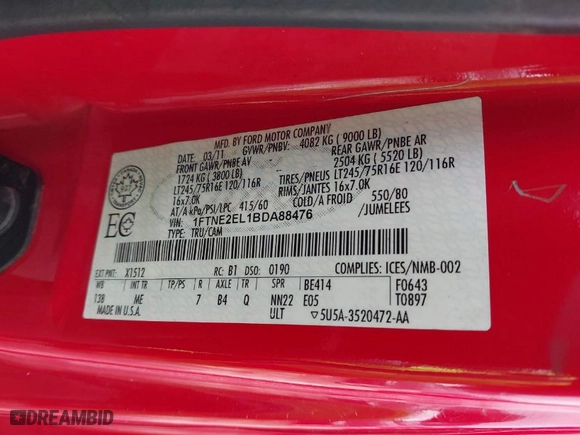 MFD. BY FORD MOTOR COMPANY
DATE: 03/11 GVWR/PNBV: 4082 KG ( 9000 LB)
FRONT GAWR/PNBE AV REAR GAWR/PNBE AR
1724 KG ( 3800 LB) 2504 KG ( 5520 LB)
LT245/75R16E 120/116R TIRES/PNEUS LT245/75R16E 120/116R
16x7.0K RIMS/JANTES 16x7.0K
AT/A kPa/PSI/LPC 415/60 COLD/A FROID 550/80
VIN: 1FTNE2EL1BDA88476 /JUMELEES
TYPE: TRU/CAM
EC
EXT PNT: X1512 RC: B1 DSO: 0190 COMPLIES: ICES/NMB-002
WB INT TR TP/PS R AXLE TR SPR BE414 F0643
138 ME 7 B4 Q NN22 E05 T0897
MADE IN U.S.A. ULT 5U5A-3520472-AA
DREAMBID